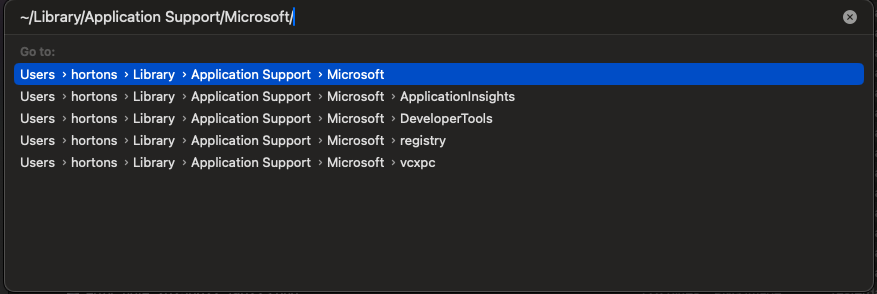 ~/Library/Application Support/Microsoft/
Go to:
Users › hortons › Library › Application Support › Microsoft
Users › hortons › Library › Application Support › Microsoft › ApplicationInsights
Users › hortons › Library › Application Support › Microsoft › DeveloperTools
Users › hortons › Library › Application Support › Microsoft › registry
Users › hortons › Library › Application Support › Microsoft › vcxpc